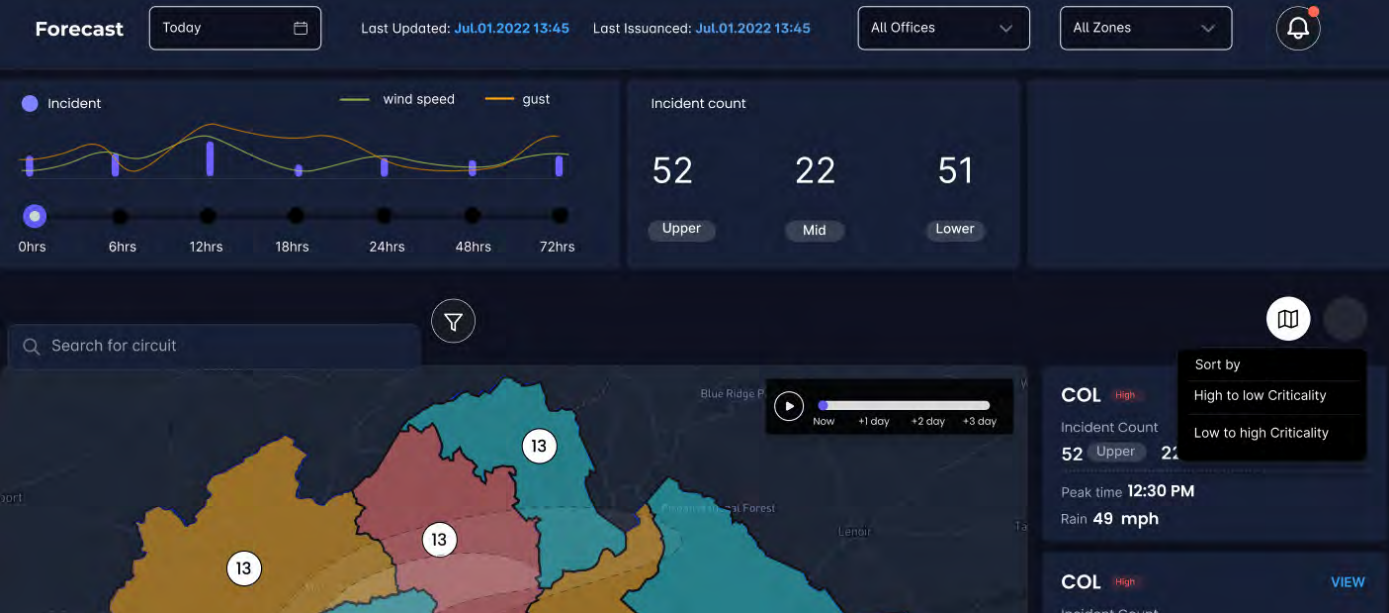 Forecast
Today
Last Updated: Jul.01.2022 13:45
Last Issuanced: Jul.01.2022 13:45
All Offices
All Zones
Incident
wind speed
gust
0hrs 6hrs 12hrs 18hrs 24hrs 48hrs 72hrs
Incident count
52 22 51
Upper Mid Lower
Search for circuit
Blue Ridge P
Now +1 day +2 day +3 day
13
13
13
Lenoir
Sort by
High to low Criticality
Low to high Criticality
COL High
Incident Count
52 Upper 22
Peak time 12:30 PM
Rain 49 mph
COL High VIEW
Incident Count